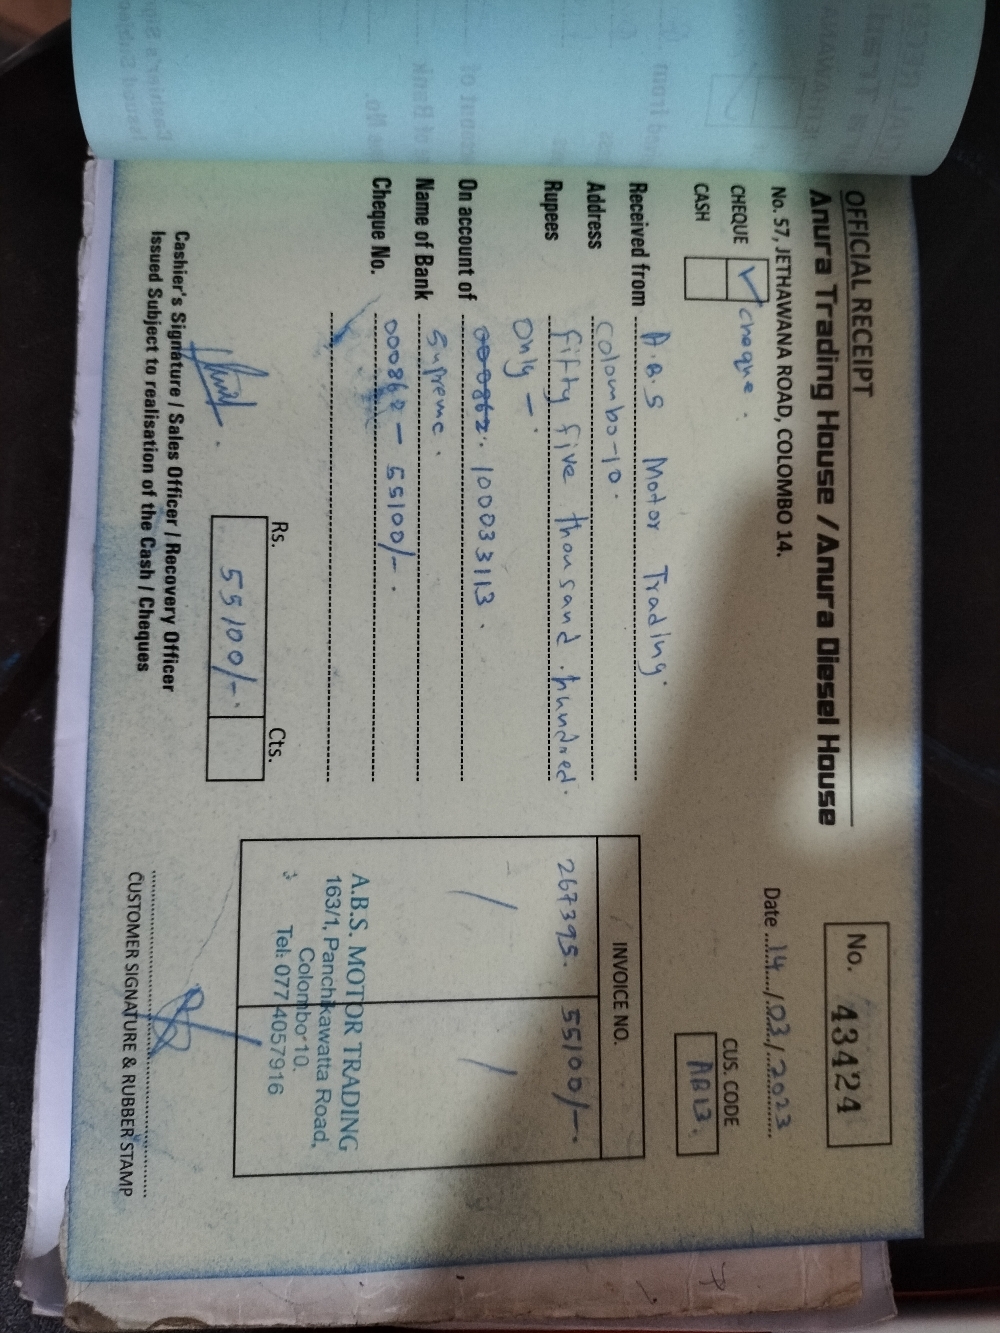 OFFICIAL RECEIPT
Anura Trading House / Anura Diesel House
No. 57, JETHAWANA ROAD, COLOMBO 14.
No. 43424
Date 14/03/2023
CHEQUE ✓ cheque.
CASH
CUS. CODE
AB13.
Received from A.B.S Motor Trading.
Address Colombo-10.
Rupees fifty five thousand . hundred.
only -.
On account of 000862. 100033113.
Name of Bank Supreme.
Cheque No. 000862 - 55100/-.
INVOICE NO.
267395. 55100/-.
Rs. Cts.
55100/-.
A.B.S. MOTOR TRADING
163/1, Panchikawatta Road,
Colombo-10.
Tel: 077 4057916
Cashier's Signature / Sales Officer / Recovery Officer
Issued Subject to realisation of the Cash / Cheques
CUSTOMER SIGNATURE & RUBBER STAMP